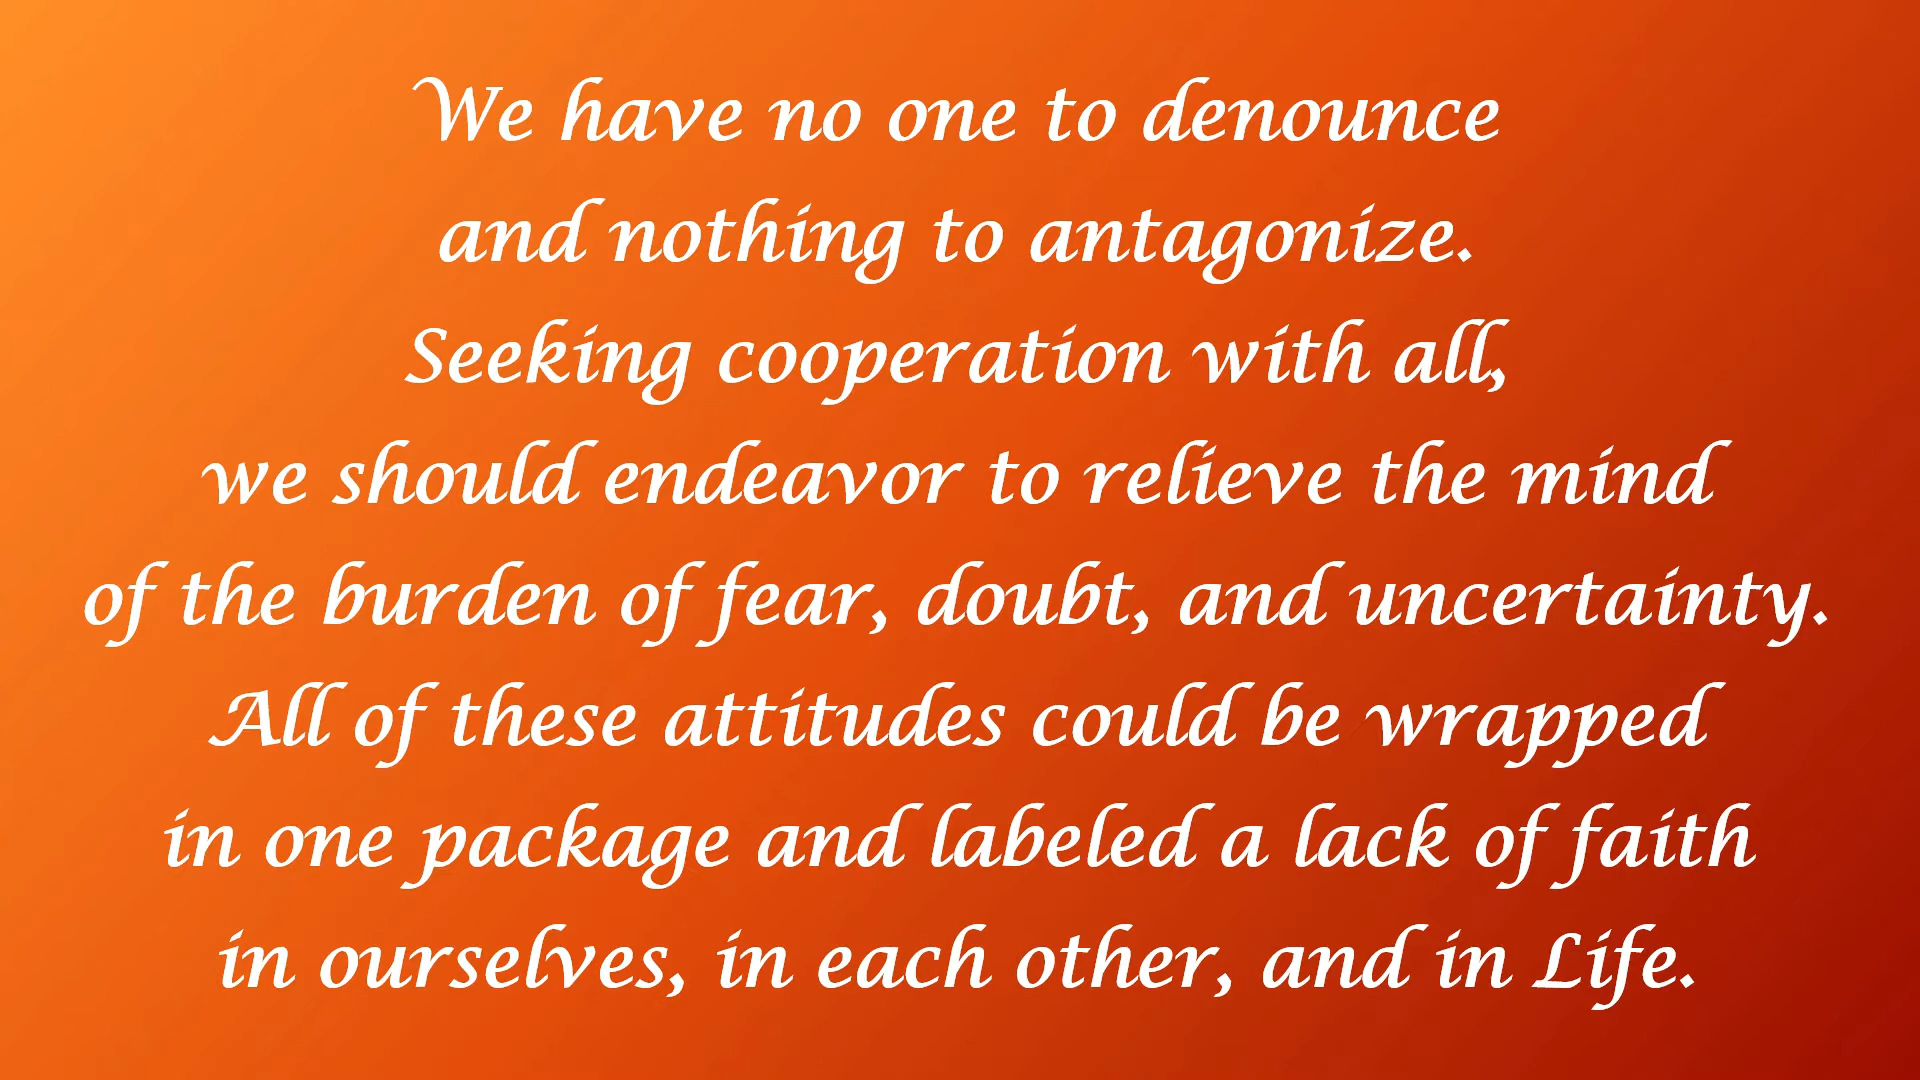 We have no one to denounce
and nothing to antagonize.
Seeking cooperation with all,
we should endeavor to relieve the mind
of the burden of fear, doubt, and uncertainty.
All of these attitudes could be wrapped
in one package and labeled a lack of faith
in ourselves, in each other, and in Life.